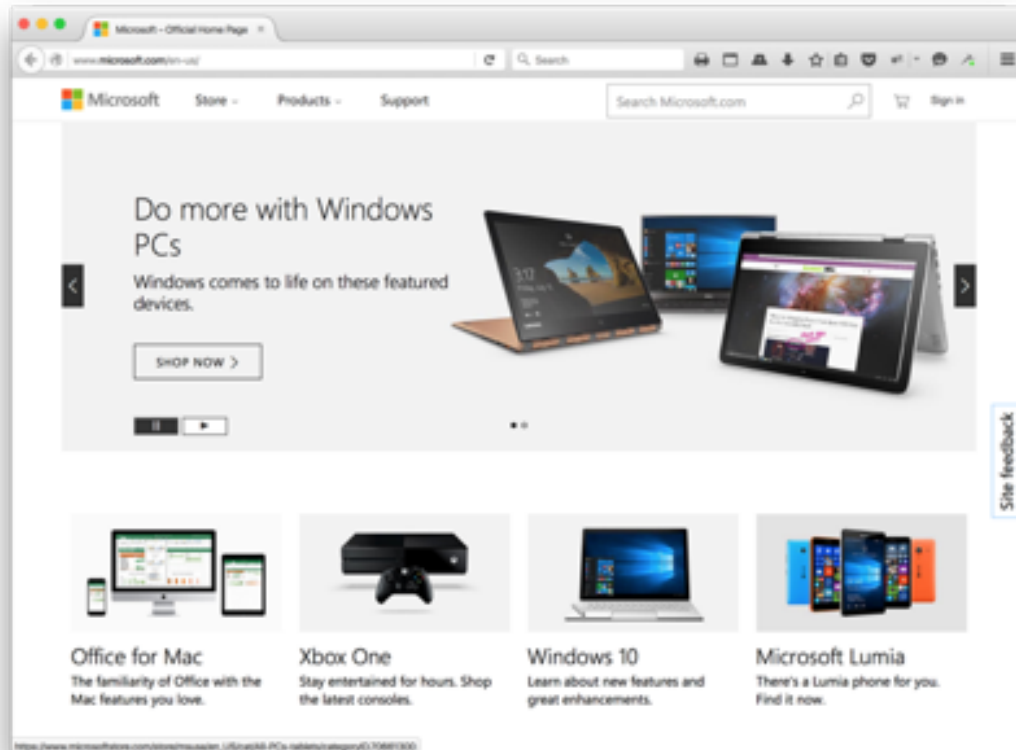 Microsoft - Official Home Page
www.microsoft.com/en-us/
Search
Microsoft
Store
Products
Support
Search Microsoft.com
Sign in
Do more with Windows
PCs
Windows comes to life on these featured
devices.
SHOP NOW
3:17
Site feedback
Office for Mac
The familiarity of Office with the
Mac features you love.
Xbox One
Stay entertained for hours. Shop
the latest consoles.
Windows 10
Learn about new features and
great enhancements.
Microsoft Lumia
There's a Lumia phone for you.
Find it now.